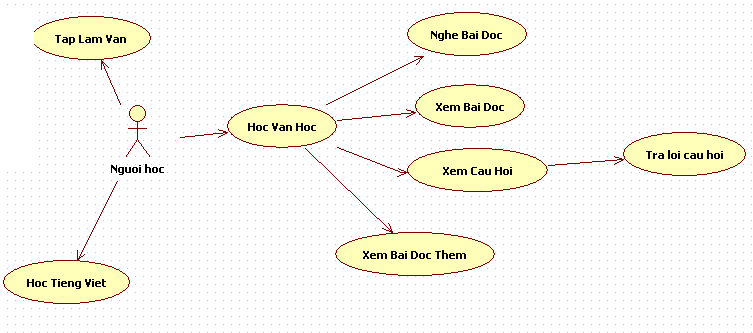 Tap Lam Van
Nghe Bai Doc
Xem Bai Doc
Hoc Van Hoc
Tra loi cau hoi
Nguoi hoc
Xem Cau Hoi
Xem Bai Doc Them
Hoc Tieng Viet